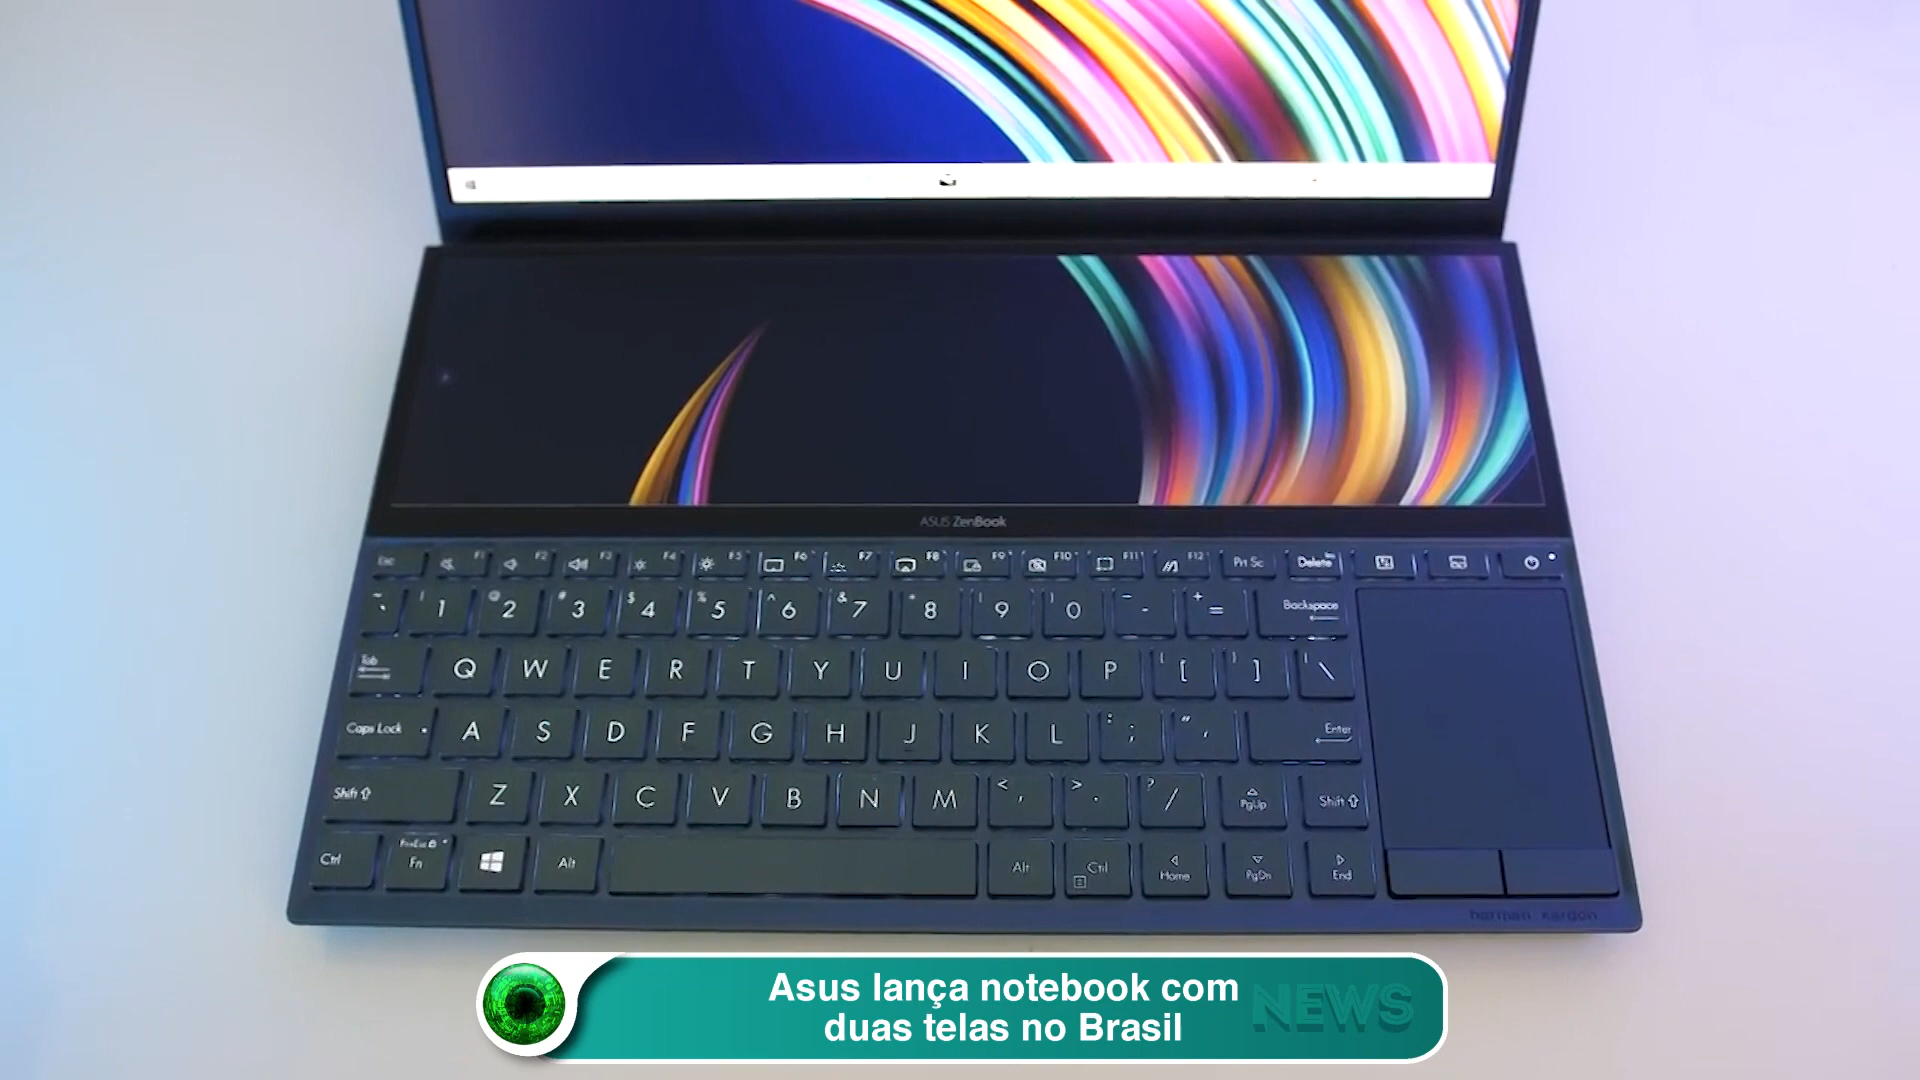 ASUS ZenBook
Esc F1 F2 F3 F4 F5 F6 F7 F8 F9 F10 F11 F12 Prt Sc Delete
~ ` ! 1 @ 2 # 3 $ 4 % 5 ^ 6 & 7 * 8 ( 9 ) 0 - + = Backspace
Tab Q W E R T Y U I O P { [ } ] | \
Caps Lock A S D F G H J K L : ; " ' Enter
Shift Z X C V B N M < , > . ? / PgUp Shift
Ctrl Fn Alt Alt Ctrl Home PgDn End
harman kardon
Asus lança notebook com
duas telas no Brasil
NEWS